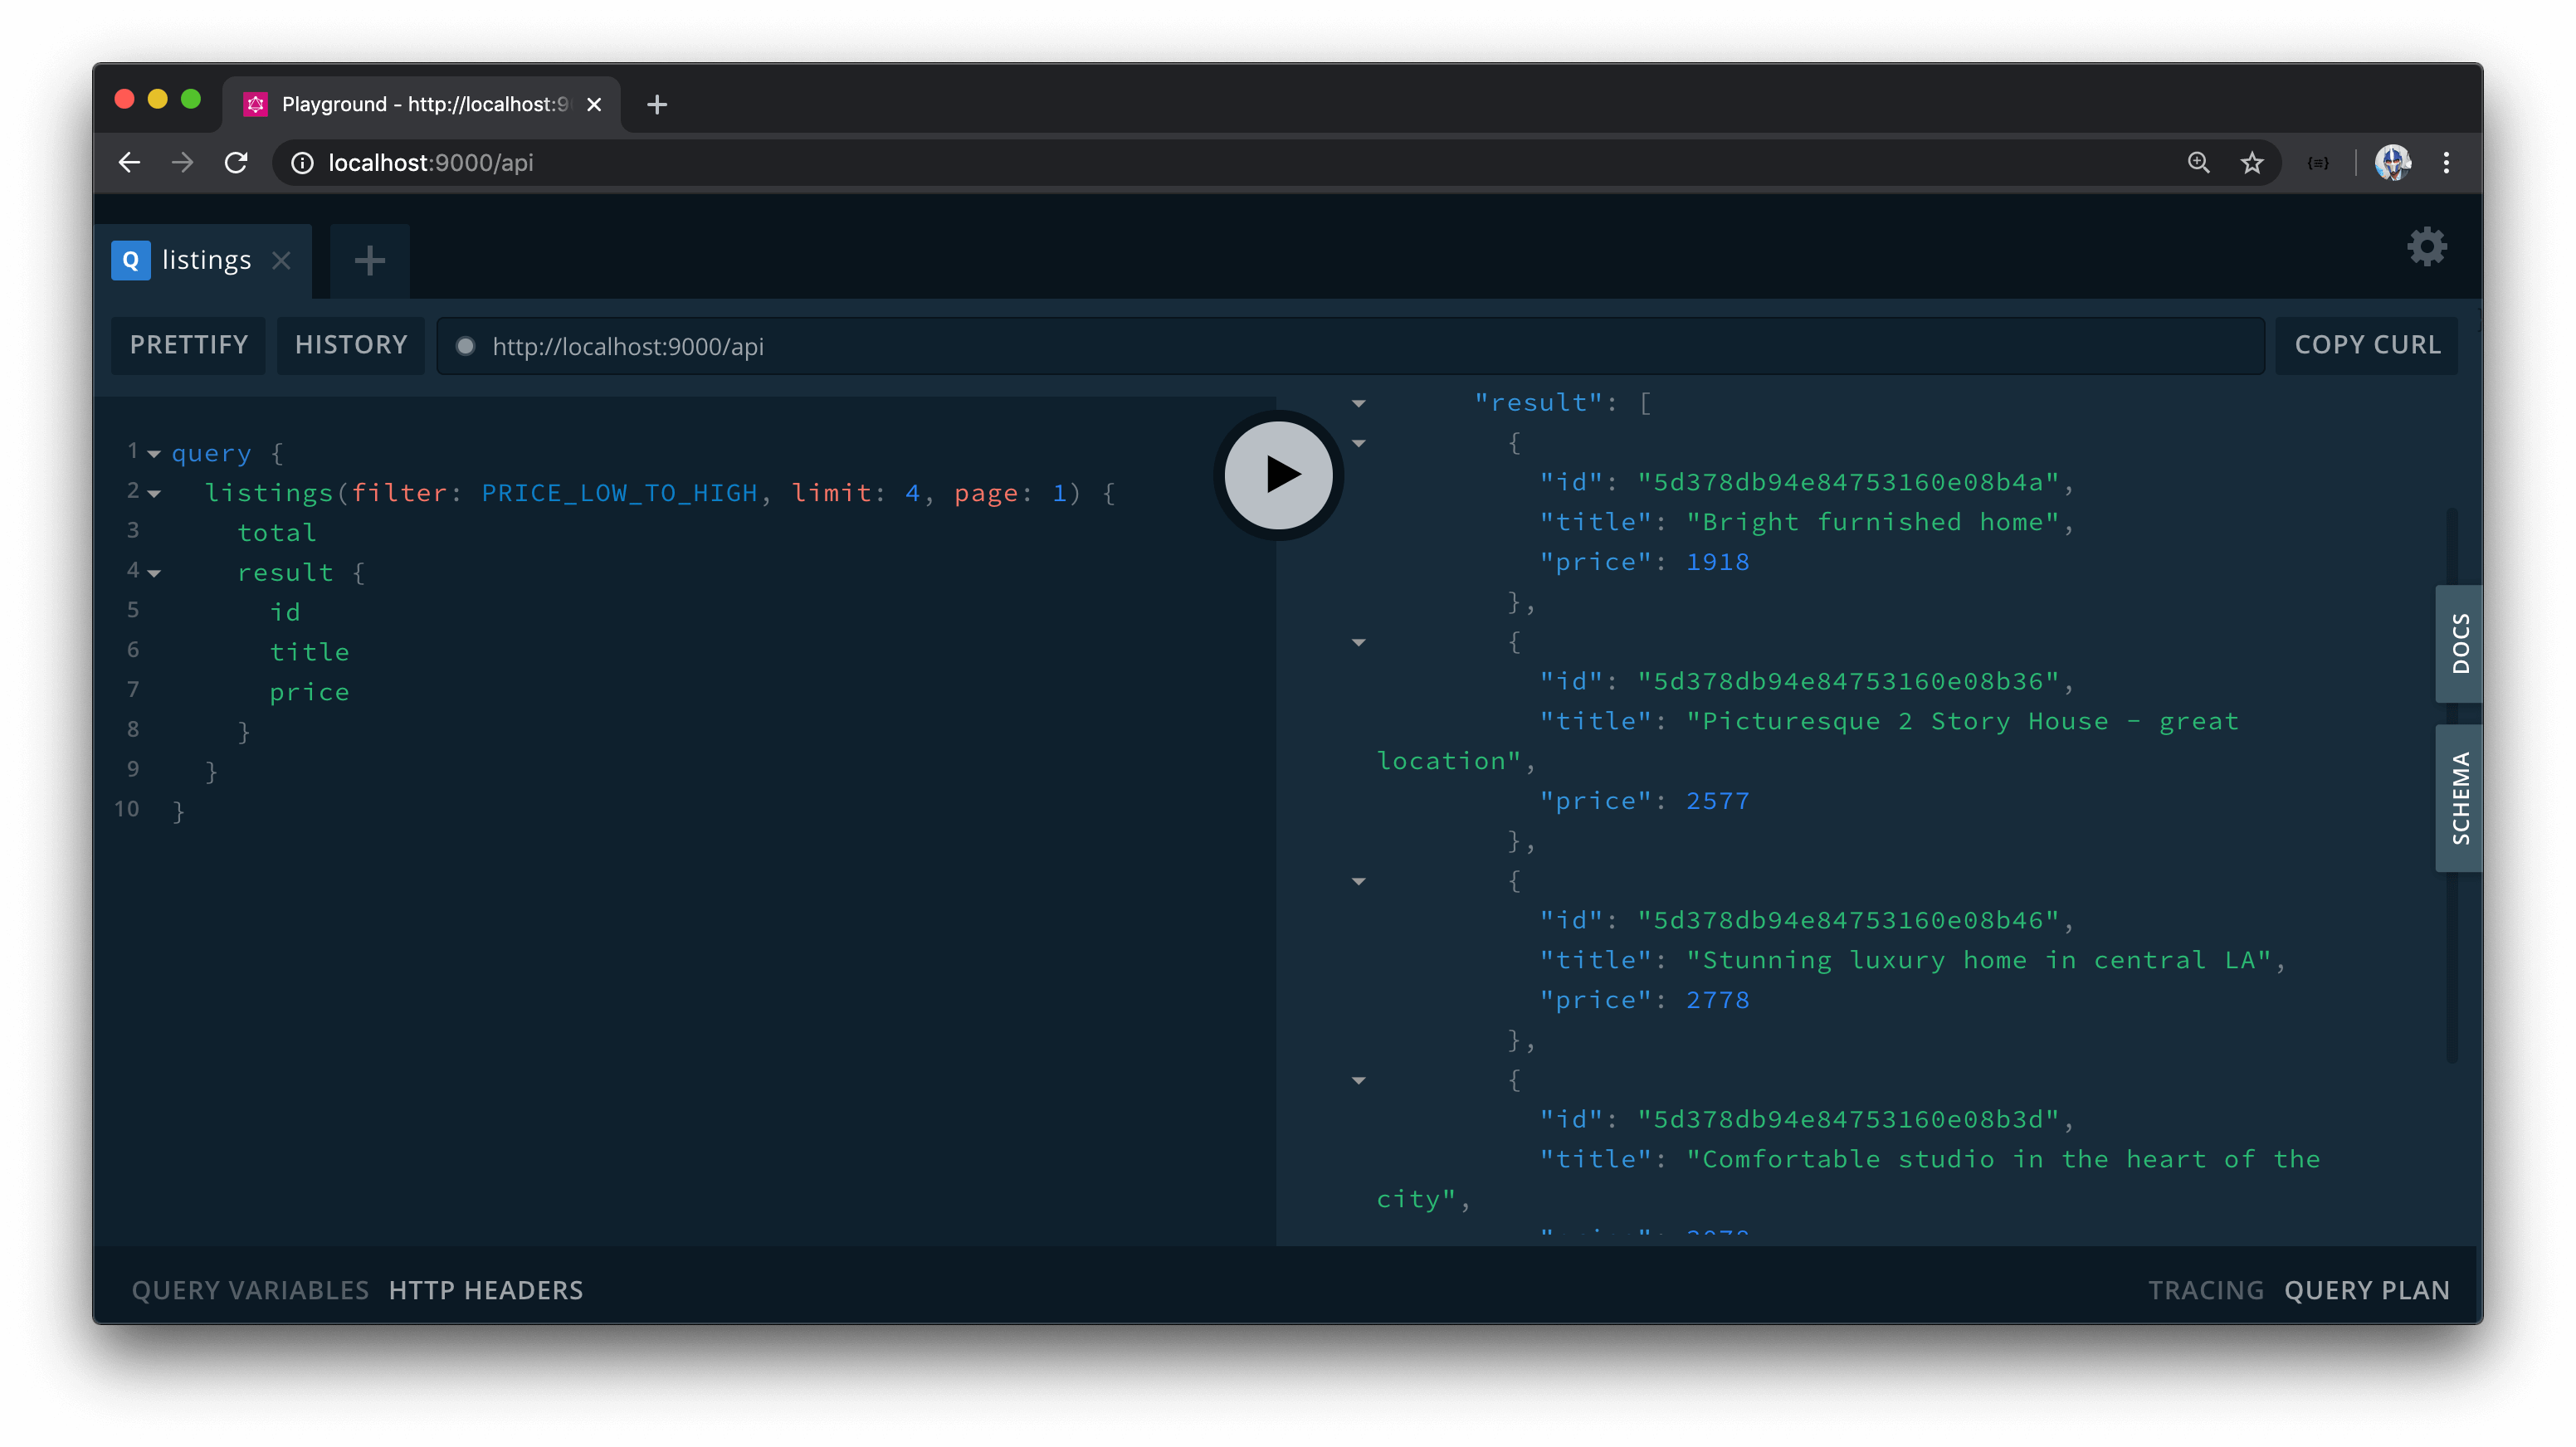 Playground - http://localhost:9
localhost:9000/api
Q listings
PRETTIFY
HISTORY
http://localhost:9000/api
COPY CURL
1 query {
2 listings(filter: PRICE_LOW_TO_HIGH, limit: 4, page: 1) {
3 total
4 result {
5 id
6 title
7 price
8 }
9 }
10 }
"result": [
{
"id": "5d378db94e84753160e08b4a",
"title": "Bright furnished home",
"price": 1918
},
{
"id": "5d378db94e84753160e08b36",
"title": "Picturesque 2 Story House - great
location",
"price": 2577
},
{
"id": "5d378db94e84753160e08b46",
"title": "Stunning luxury home in central LA",
"price": 2778
},
{
"id": "5d378db94e84753160e08b3d",
"title": "Comfortable studio in the heart of the
city",
DOCS
SCHEMA
QUERY VARIABLES HTTP HEADERS
TRACING QUERY PLAN